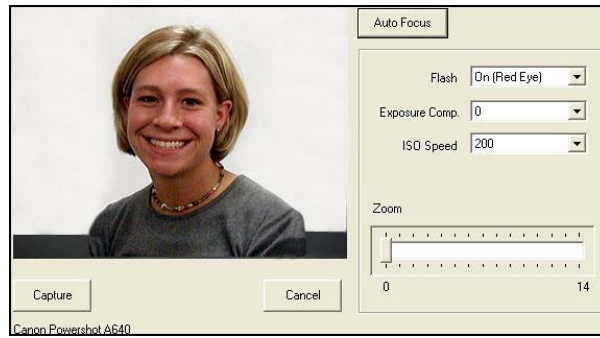 Auto Focus
Flash On (Red Eye)
Exposure Comp. 0
ISO Speed 200
Zoom
0 14
Capture Cancel
Canon Powershot A640